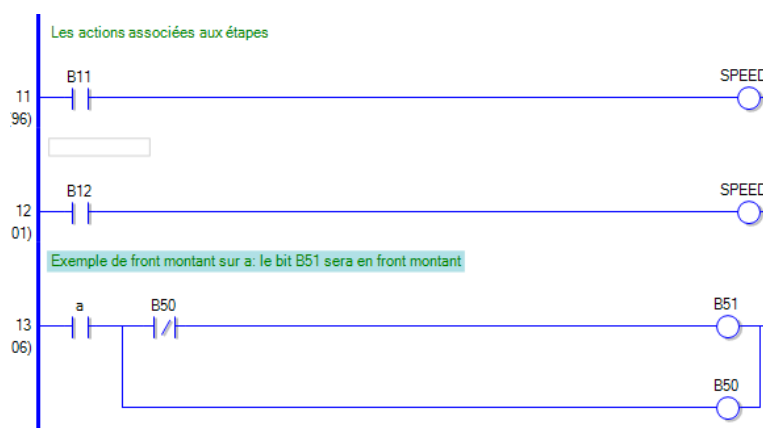 Les actions associées aux étapes
B11
SPEED
11
96)
B12
SPEED
12
01)
Exemple de front montant sur a: le bit B51 sera en front montant
a
B50
B51
13
06)
B50